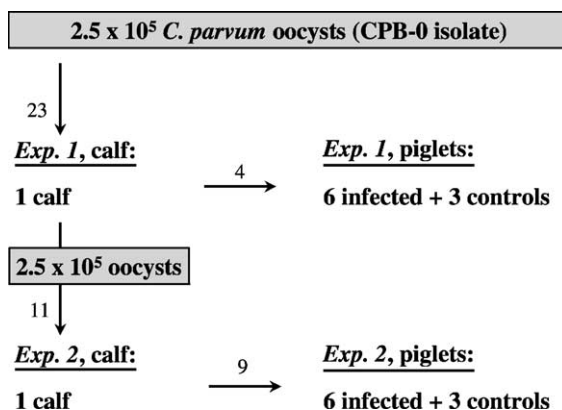 2.5 x 10⁵ C. parvum oocysts (CPB-0 isolate)
23
Exp. 1, calf:
Exp. 1, piglets:
4
1 calf
6 infected + 3 controls
2.5 x 10⁵ oocysts
11
Exp. 2, calf:
Exp. 2, piglets:
9
1 calf
6 infected + 3 controls